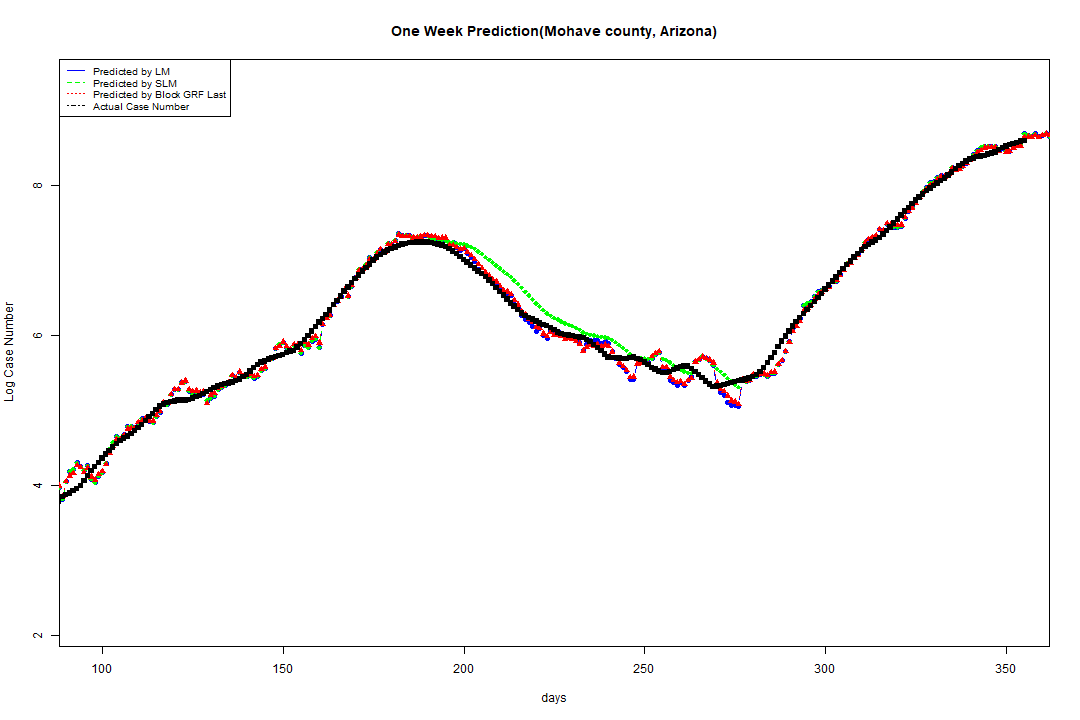 One Week Prediction(Mohave county, Arizona)
Predicted by LM
Predicted by SLM
Predicted by Block GRF Last
Actual Case Number
Log Case Number
8
6
4
2
100 150 200 250 300 350
days